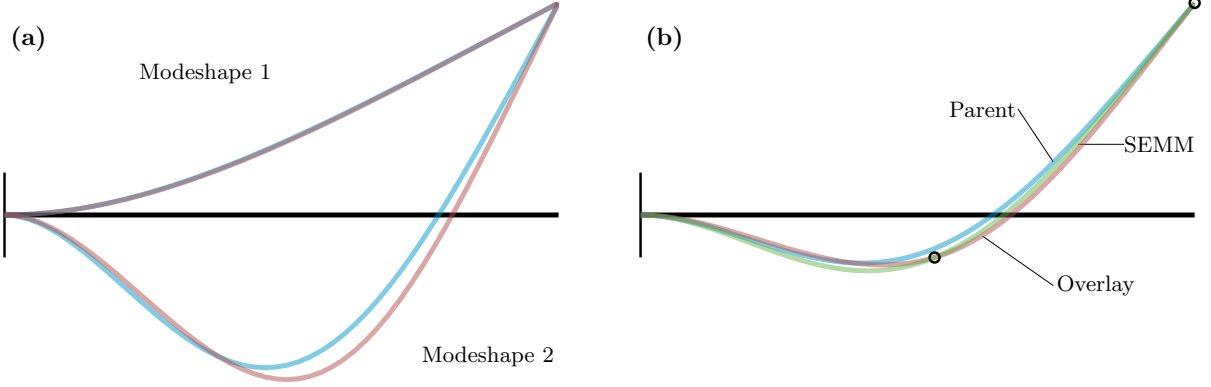 (a)
Modeshape 1
Modeshape 2
(b)
Parent
SEMM
Overlay